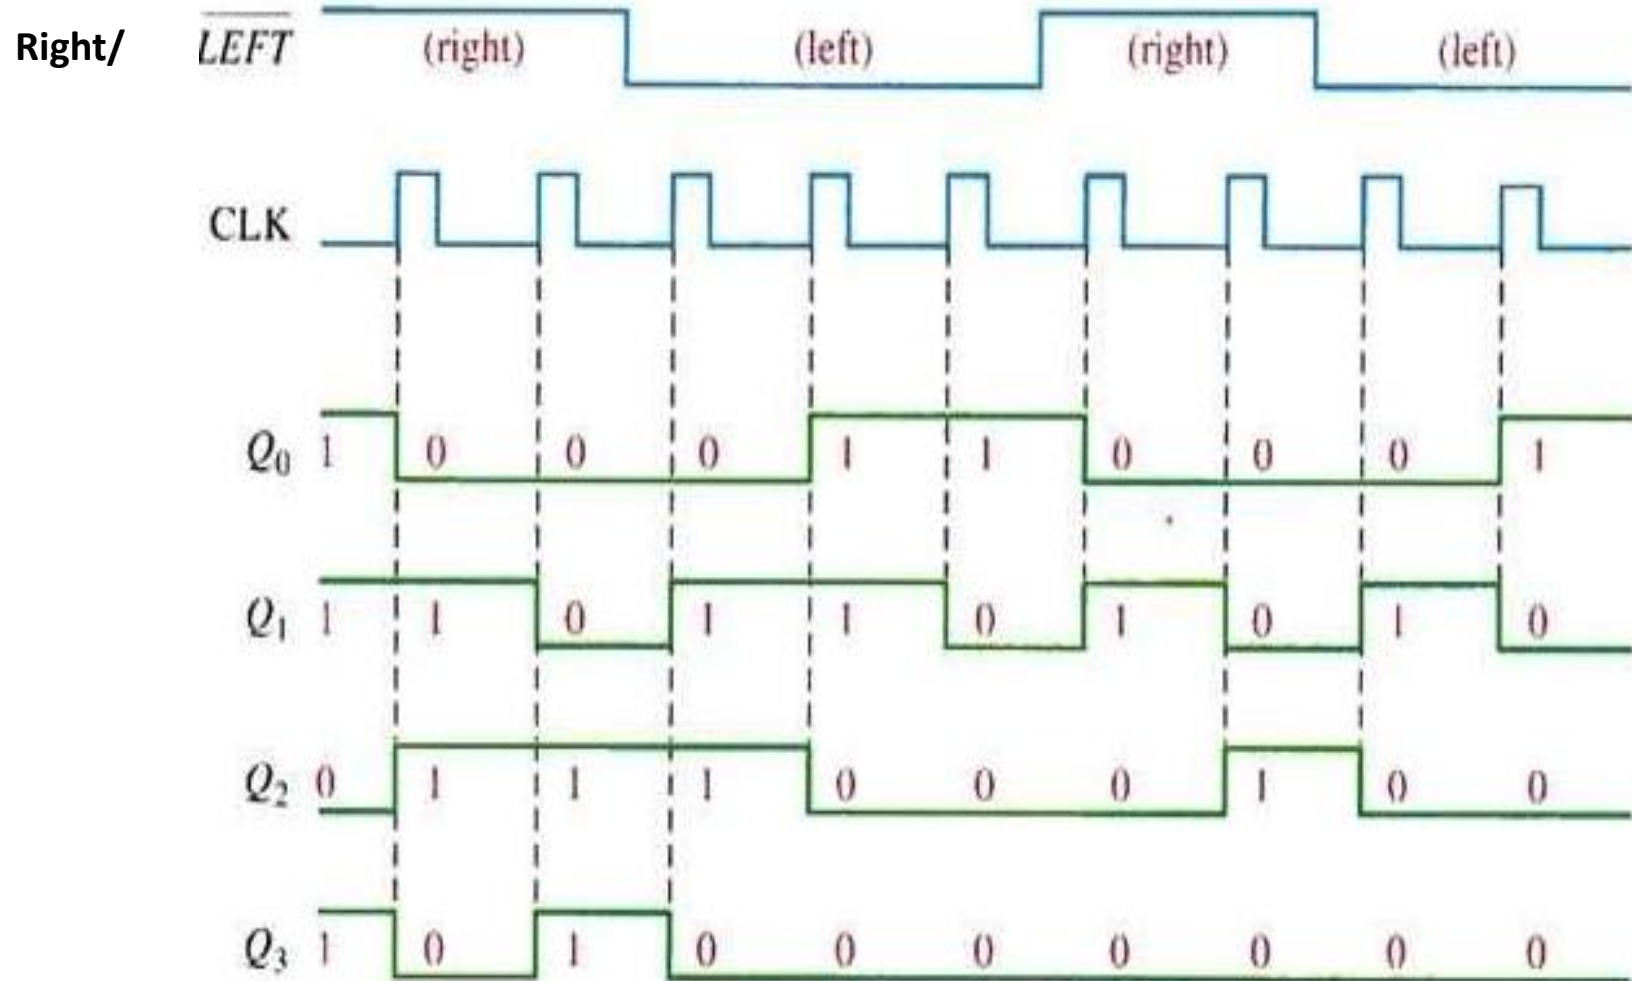 Right/ LEFT (right) (left) (right) (left)
CLK
Q0 1 0 0 0 1 1 0 0 0 1
Q1 1 1 0 1 1 0 1 0 1 0
Q2 0 1 1 1 0 0 0 1 0 0
Q3 1 0 1 0 0 0 0 0 0 0